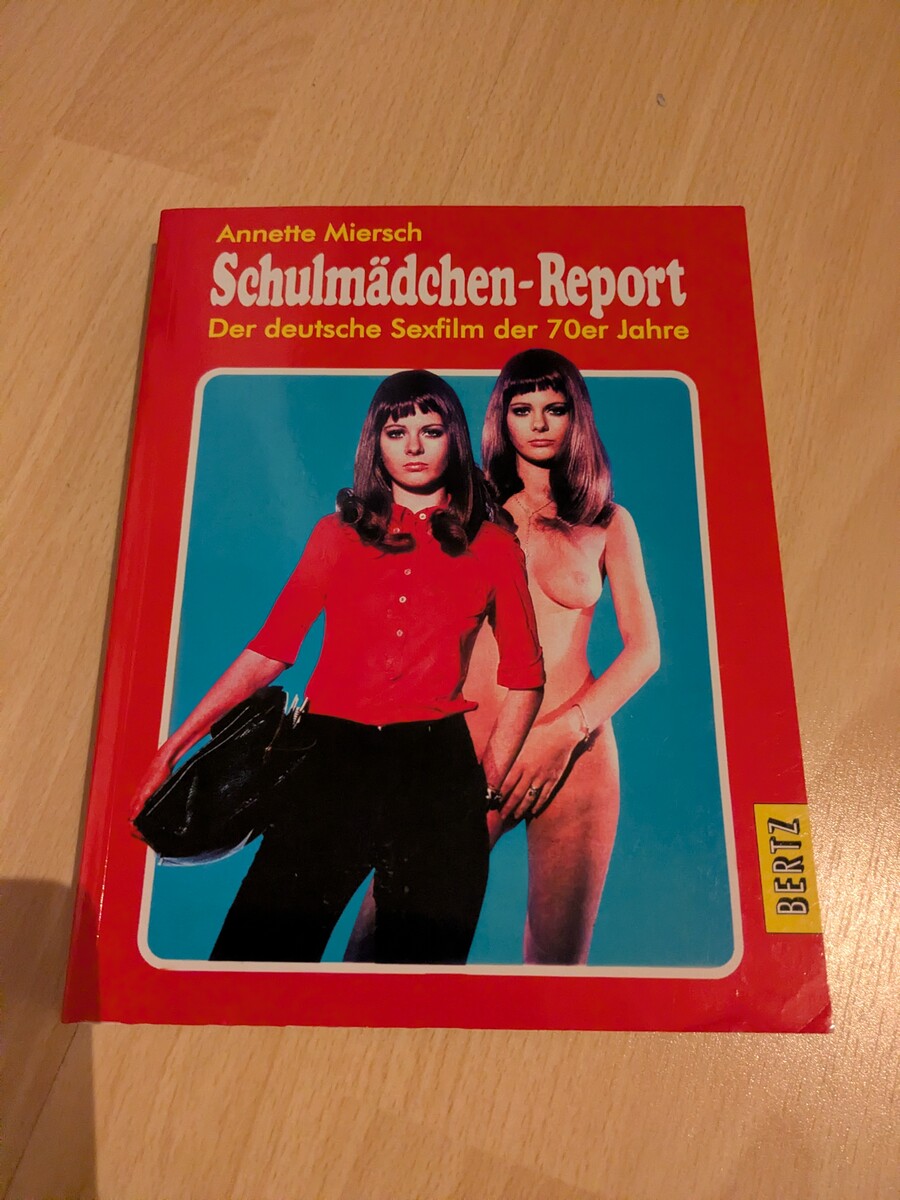 Annette Miersch
Schulmädchen-Report
Der deutsche Sexfilm der 70er Jahre
BERTZ